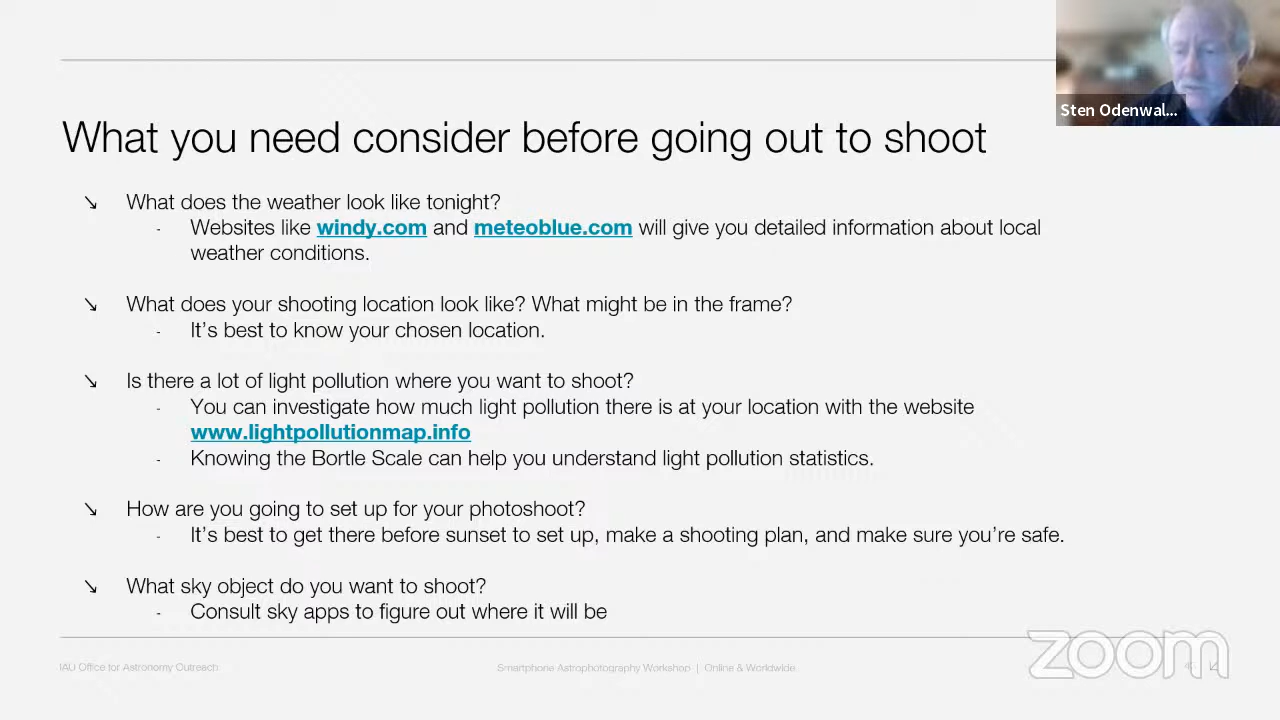 Sten Odenwal...
What you need consider before going out to shoot
↘ What does the weather look like tonight?
- Websites like windy.com and meteoblue.com will give you detailed information about local
weather conditions.
↘ What does your shooting location look like? What might be in the frame?
- It’s best to know your chosen location.
↘ Is there a lot of light pollution where you want to shoot?
- You can investigate how much light pollution there is at your location with the website
www.lightpollutionmap.info
- Knowing the Bortle Scale can help you understand light pollution statistics.
↘ How are you going to set up for your photoshoot?
- It’s best to get there before sunset to set up, make a shooting plan, and make sure you’re safe.
↘ What sky object do you want to shoot?
- Consult sky apps to figure out where it will be
IAU Office for Astronomy Outreach
Smartphone Astrophotography Workshop | Online & Worldwide
zoom